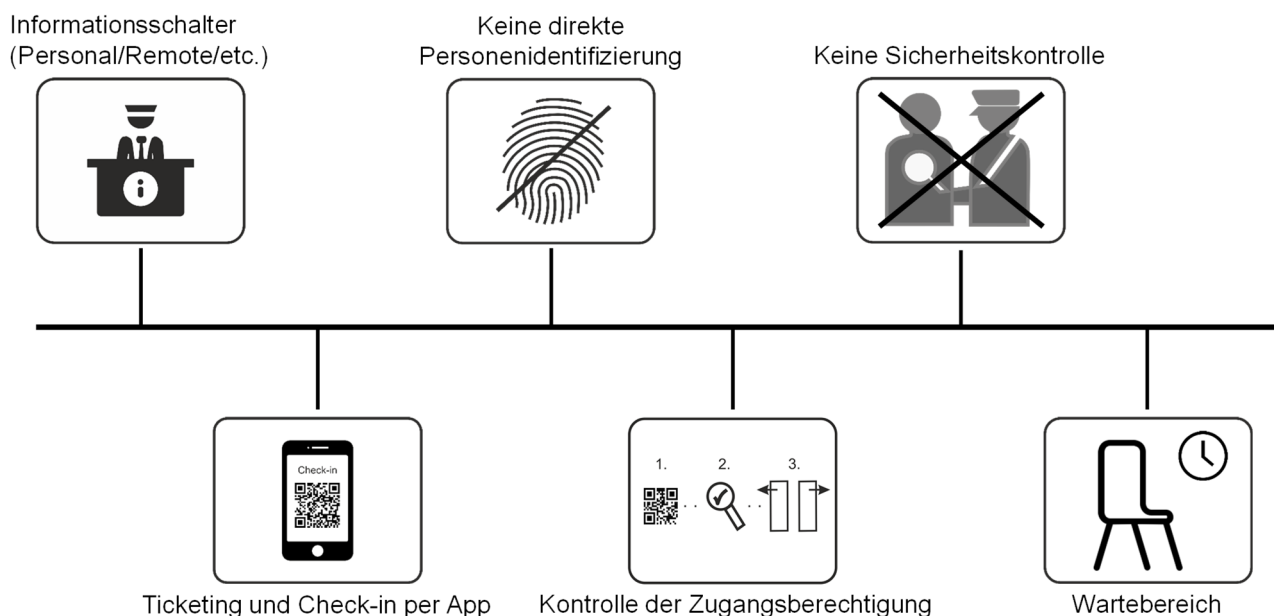 Informationsschalter
(Personal/Remote/etc.)
Keine direkte
Personenidentifizierung
Keine Sicherheitskontrolle
i
Check-in
Ticketing und Check-in per App
1. 2. 3.
Kontrolle der Zugangsberechtigung
Wartebereich